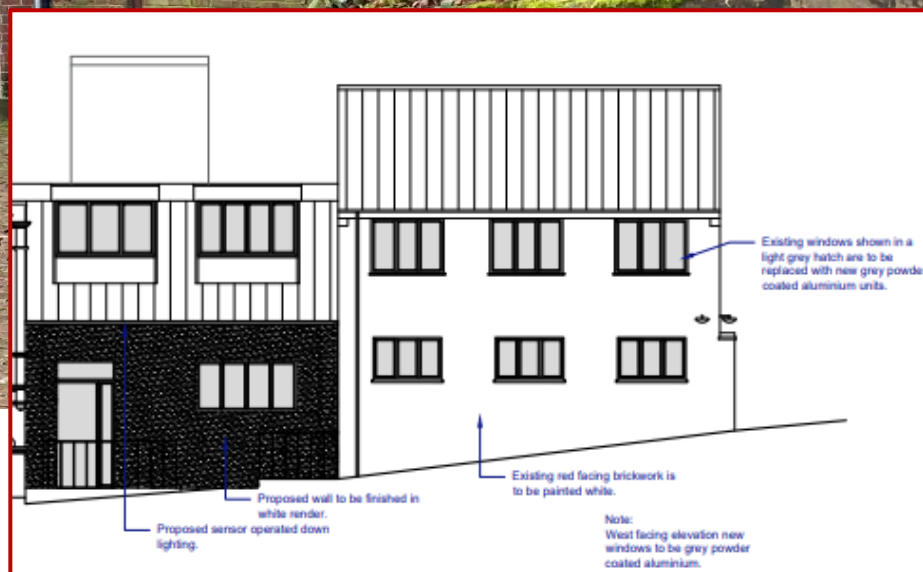 Existing windows shown in a
light grey hatch are to be
replaced with new grey powder
coated aluminium units.
Existing red facing brickwork is
to be painted white.
Proposed wall to be finished in
white render.
Proposed sensor operated down
lighting.
Note:
West facing elevation new
windows to be grey powder
coated aluminium.